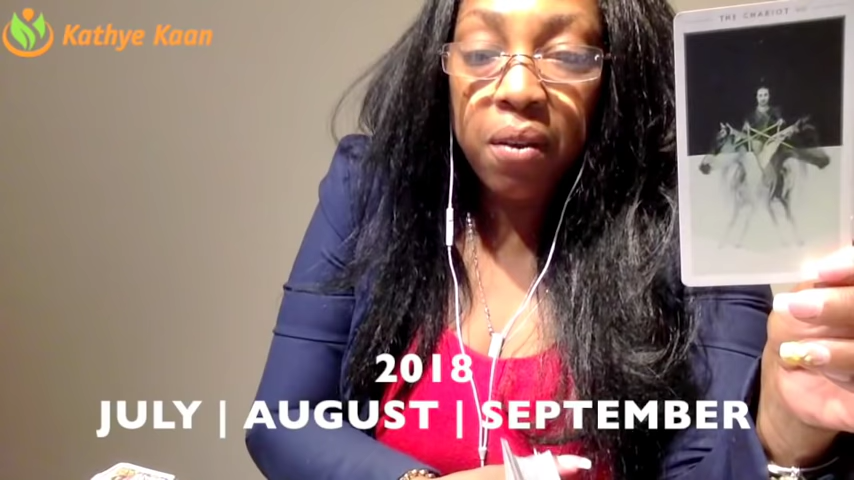 Kathye Kaan
THE CHARIOT
2018
JULY | AUGUST | SEPTEMBER